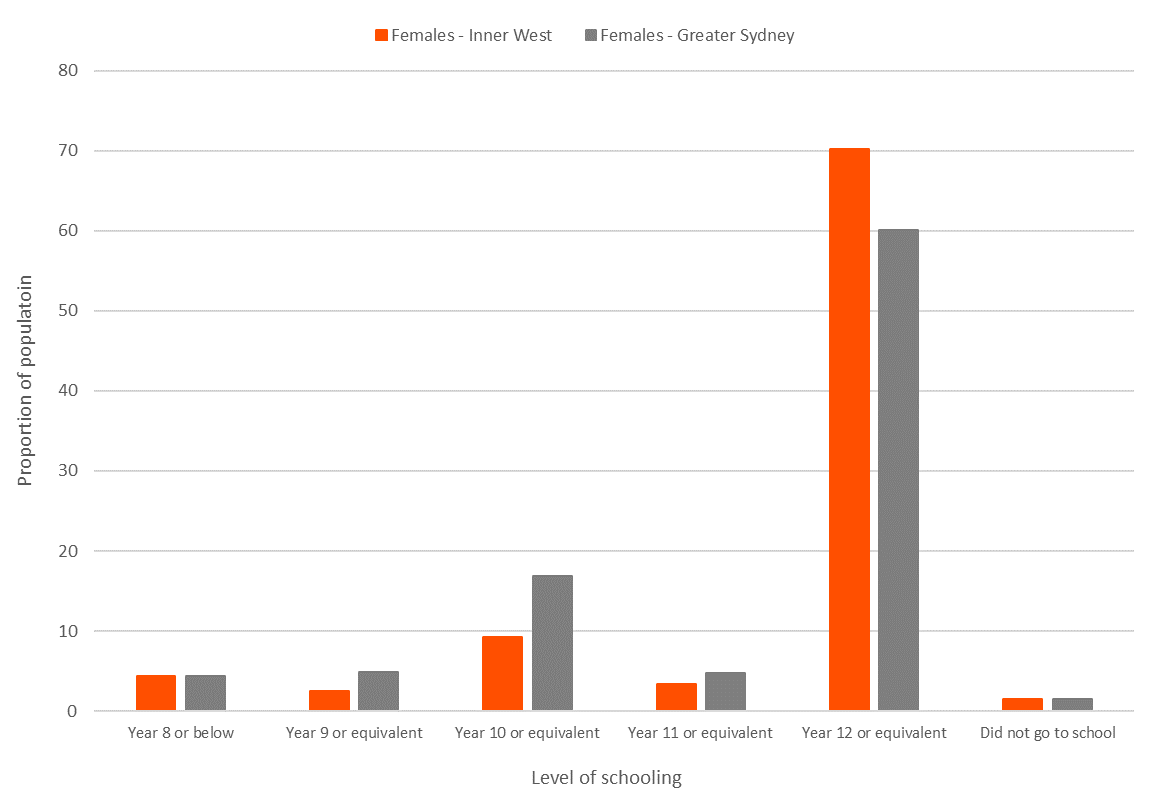 Females - Inner West Females - Greater Sydney
80
70
60
50
40
30
20
10
0
Proportion of populatoin
Year 8 or below Year 9 or equivalent Year 10 or equivalent Year 11 or equivalent Year 12 or equivalent Did not go to school
Level of schooling